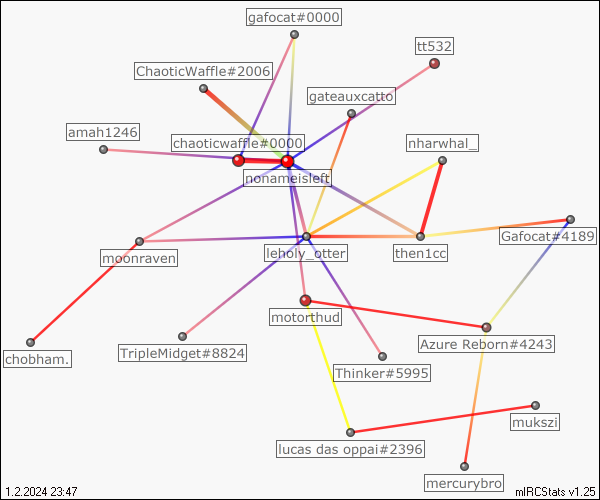 gafocat#0000
tt532
ChaoticWaffle#2006
gateauxcatto
amah1246
chaoticwaffle#0000
nharwhal_
nonameisleft
Gafocat#4189
moonraven
leholy_otter
then1cc
motorthud
Azure Reborn#4243
chobham.
TripleMidget#8824
Thinker#5995
mukszi
lucas das oppai#2396
mercurybro
1.2.2024 23:47
mIRCStats v1.25